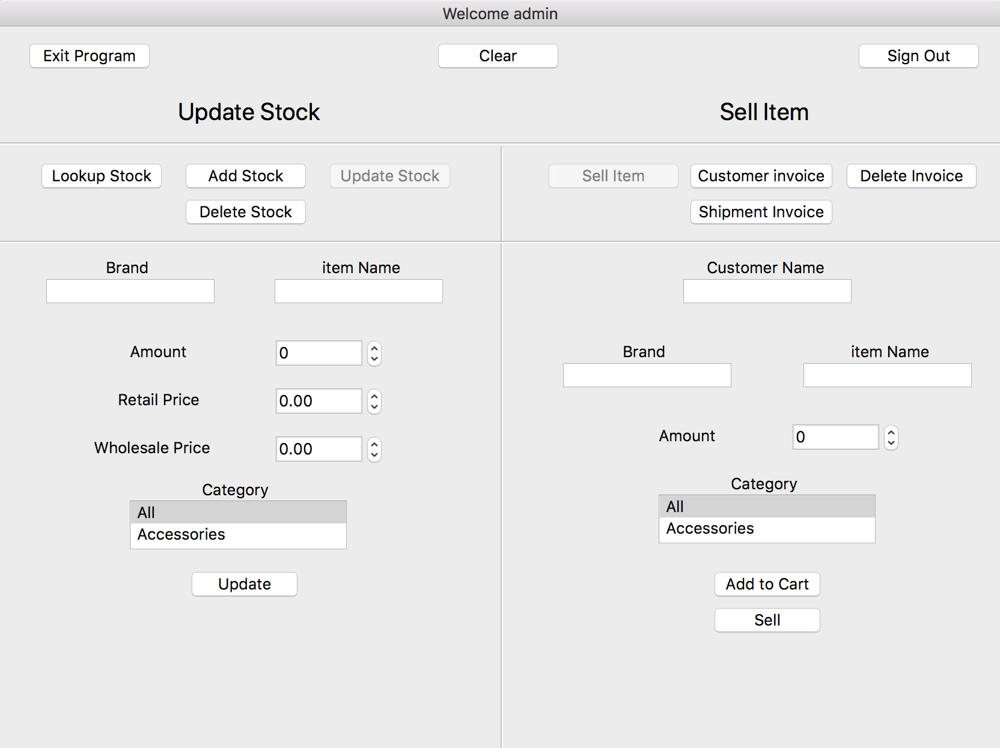 Welcome admin
Exit Program
Clear
Sign Out
Update Stock
Sell Item
Lookup Stock
Add Stock
Update Stock
Delete Stock
Sell Item
Customer invoice
Delete Invoice
Shipment Invoice
Brand
item Name
Amount
0
Retail Price
0.00
Wholesale Price
0.00
Category
All
Accessories
Update
Customer Name
Brand
item Name
Amount
0
Category
All
Accessories
Add to Cart
Sell